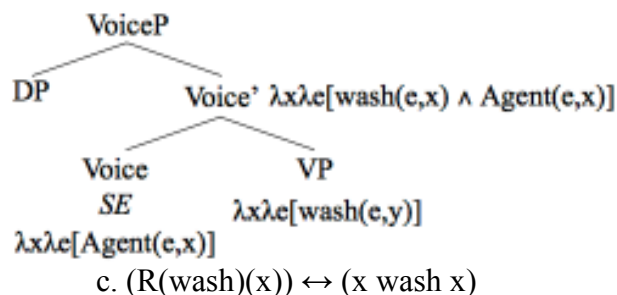 VoiceP
DP
Voice’ λxλe[wash(e,x) ∧ Agent(e,x)]
Voice VP
SE λxλe[wash(e,y)]
λxλe[Agent(e,x)]
c. (R(wash)(x)) ↔ (x wash x)